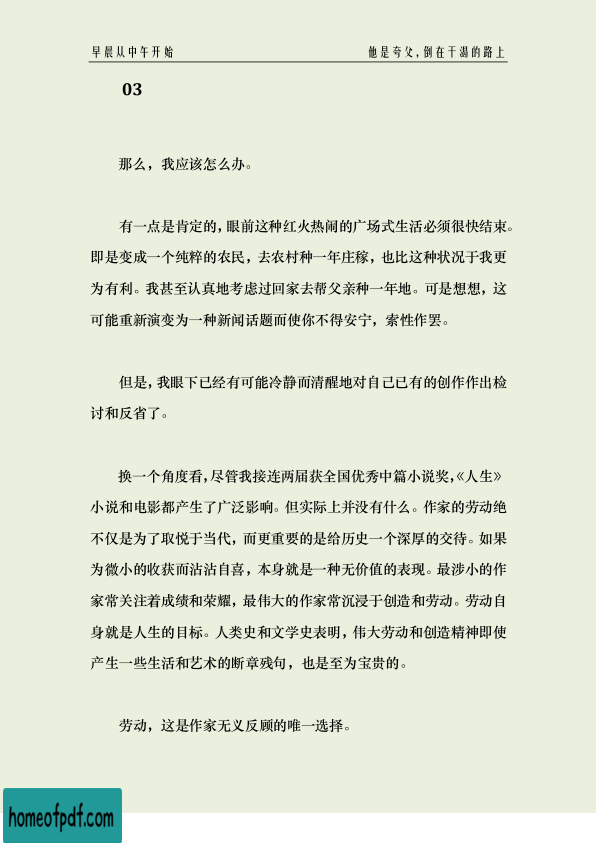 早晨从中午开始
他是夸父,倒在干渴的路上
03
那么，我应该怎么办。
有一点是肯定的，眼前这种红火热闹的广场式生活必须很快结束。
即是变成一个纯粹的农民，去农村种一年庄稼，也比这种状况于我更
为有利。我甚至认真地考虑过回家去帮父亲种一年地。可是想想，这
可能重新演变为一种新闻话题而使你不得安宁，索性作罢。
但是，我眼下已经有可能冷静而清醒地对自己已有的创作作出检
讨和反省了。
换一个角度看，尽管我接连两届获全国优秀中篇小说奖，《人生》
小说和电影都产生了广泛影响。但实际上并没有什么。作家的劳动绝
不仅是为了取悦于当代，而更重要的是给历史一个深厚的交待。如果
为微小的收获而沾沾自喜，本身就是一种无价值的表现。最涉小的作
家常关注着成绩和荣耀，最伟大的作家常沉浸于创造和劳动。劳动自
身就是人生的目标。人类史和文学史表明，伟大劳动和创造精神即使
产生一些生活和艺术的断章残句，也是至为宝贵的。
劳动，这是作家无义反顾的唯一选择。
homeofpdf.com